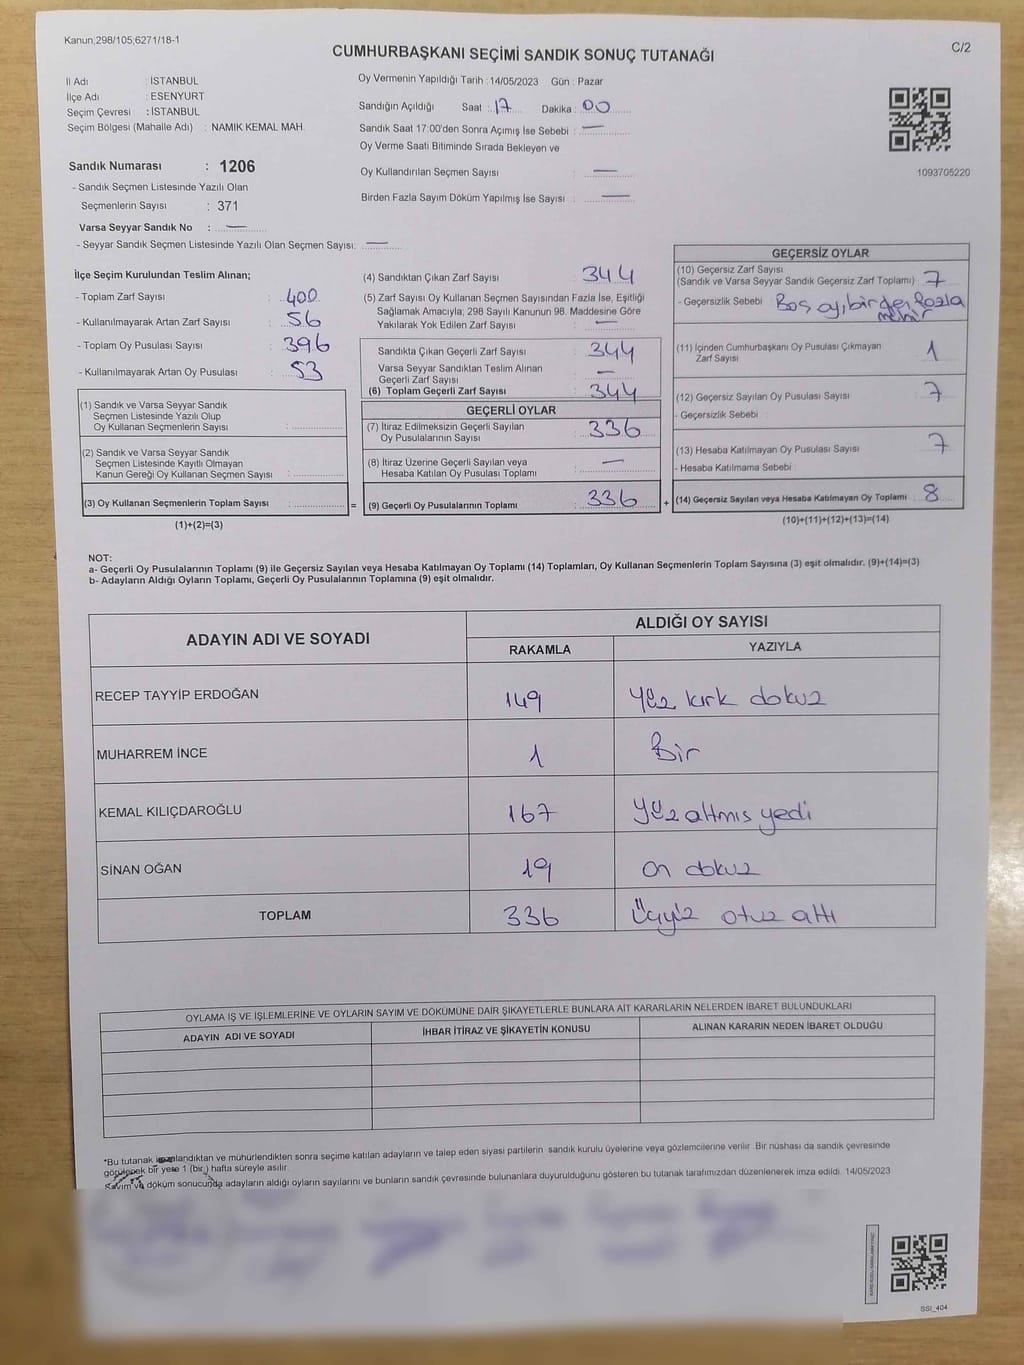 Kanun;298/105,6271/18-1
CUMHURBAŞKANI SEÇİMİ SANDIK SONUÇ TUTANAĞI
C/2
İl Adı : İSTANBUL
İlçe Adı : ESENYURT
Seçim Çevresi : İSTANBUL
Seçim Bölgesi (Mahalle Adı) : NAMIK KEMAL MAH.
Sandık Numarası : 1206
- Sandık Seçmen Listesinde Yazılı Olan
Seçmenlerin Sayısı : 371
Varsa Seyyar Sandık No : —
- Seyyar Sandık Seçmen Listesinde Yazılı Olan Seçmen Sayısı: —
Oy Vermenin Yapıldığı Tarih : 14/05/2023 Gün : Pazar
Sandığın Açıldığı Saat : 17 Dakika : 00
Sandık Saat 17:00'den Sonra Açımış İse Sebebi : —
Oy Verme Saati Bitiminde Sırada Bekleyen ve
Oy Kullandırılan Seçmen Sayısı : —
Birden Fazla Sayım Döküm Yapılmış İse Sayısı : —
1093705220
İlçe Seçim Kurulundan Teslim Alınan;
- Toplam Zarf Sayısı : 400
- Kullanılmayarak Artan Zarf Sayısı : 56
- Toplam Oy Pusulası Sayısı : 396
- Kullanılmayarak Artan Oy Pusulası : 53
(1) Sandık ve Varsa Seyyar Sandık
Seçmen Listesinde Yazılı Olup
Oy Kullanan Seçmenlerin Sayısı :
(2) Sandık ve Varsa Seyyar Sandık
Seçmen Listesinde Kayıtlı Olmayan
Kanun Gereği Oy Kullanan Seçmen Sayısı :
(3) Oy Kullanan Seçmenlerin Toplam Sayısı : =
(1)+(2)=(3)
(4) Sandıktan Çıkan Zarf Sayısı : 344
(5) Zarf Sayısı Oy Kullanan Seçmen Sayısından Fazla İse, Eşitliği
Sağlamak Amacıyla; 298 Sayılı Kanunun 98. Maddesine Göre
Yakılarak Yok Edilen Zarf Sayısı : —
Sandıkta Çıkan Geçerli Zarf Sayısı : 344
Varsa Seyyar Sandıktan Teslim Alınan
Geçerli Zarf Sayısı : —
(6) Toplam Geçerli Zarf Sayısı : 344
GEÇERLİ OYLAR
(7) İtiraz Edilmeksizin Geçerli Sayılan
Oy Pusulalarının Sayısı : 336
(8) İtiraz Üzerine Geçerli Sayılan veya
Hesaba Katılan Oy Pusulası Toplamı : —
(9) Geçerli Oy Pusulalarının Toplamı : 336 +
GEÇERSİZ OYLAR
(10) Geçersiz Zarf Sayısı
(Sandık ve Varsa Seyyar Sandık Geçersiz Zarf Toplamı) : 7
- Geçersizlik Sebebi : Boş oy, birden fazla
mühür
(11) İçinden Cumhurbaşkanı Oy Pusulası Çıkmayan
Zarf Sayısı : 1
(12) Geçersiz Sayılan Oy Pusulası Sayısı : 7
- Geçersizlik Sebebi :
(13) Hesaba Katılmayan Oy Pusulası Sayısı : 7
- Hesaba Katılmama Sebebi :
(14) Geçersiz Sayılan veya Hesaba Katılmayan Oy Toplamı : 8
(10)+(11)+(12)+(13)=(14)
NOT:
a- Geçerli Oy Pusulalarının Toplamı (9) ile Geçersiz Sayılan veya Hesaba Katılmayan Oy Toplamı (14) Toplamları, Oy Kullanan Seçmenlerin Toplam Sayısına (3) eşit olmalıdır. (9)+(14)=(3)
b- Adayların Aldığı Oyların Toplamı, Geçerli Oy Pusulalarının Toplamına (9) eşit olmalıdır.
ADAYIN ADI VE SOYADI
ALDIĞI OY SAYISI
RAKAMLA YAZIYLA
RECEP TAYYİP ERDOĞAN 149 Yüz kırk dokuz
MUHARREM İNCE 1 Bir
KEMAL KILIÇDAROĞLU 167 Yüz altmış yedi
SİNAN OĞAN 19 on dokuz
TOPLAM 336 Üçyüz otuz altı
OYLAMA İŞ VE İŞLEMLERİNE VE OYLARIN SAYIM VE DÖKÜMÜNE DAİR ŞİKAYETLERLE BUNLARA AİT KARARLARIN NELERDEN İBARET BULUNDUKLARI
ADAYIN ADI VE SOYADI İHBAR İTİRAZ VE ŞİKAYETİN KONUSU ALINAN KARARIN NEDEN İBARET OLDUĞU
*Bu tutanak imzalandıktan ve mühürlendikten sonra seçime katılan adayların ve talep eden siyasi partilerin sandık kurulu üyelerine veya gözlemcilerine verilir. Bir nüshası da sandık çevresinde
görülecek bir yere 1 (bir) hafta süreyle asılır.
Sayım ve döküm sonucunda adayların aldığı oyların sayılarını ve bunların sandık çevresinde bulunanlara duyurulduğunu gösteren bu tutanak tarafımızdan düzenlenerek imza edildi. 14/05/2023
SSİ_404